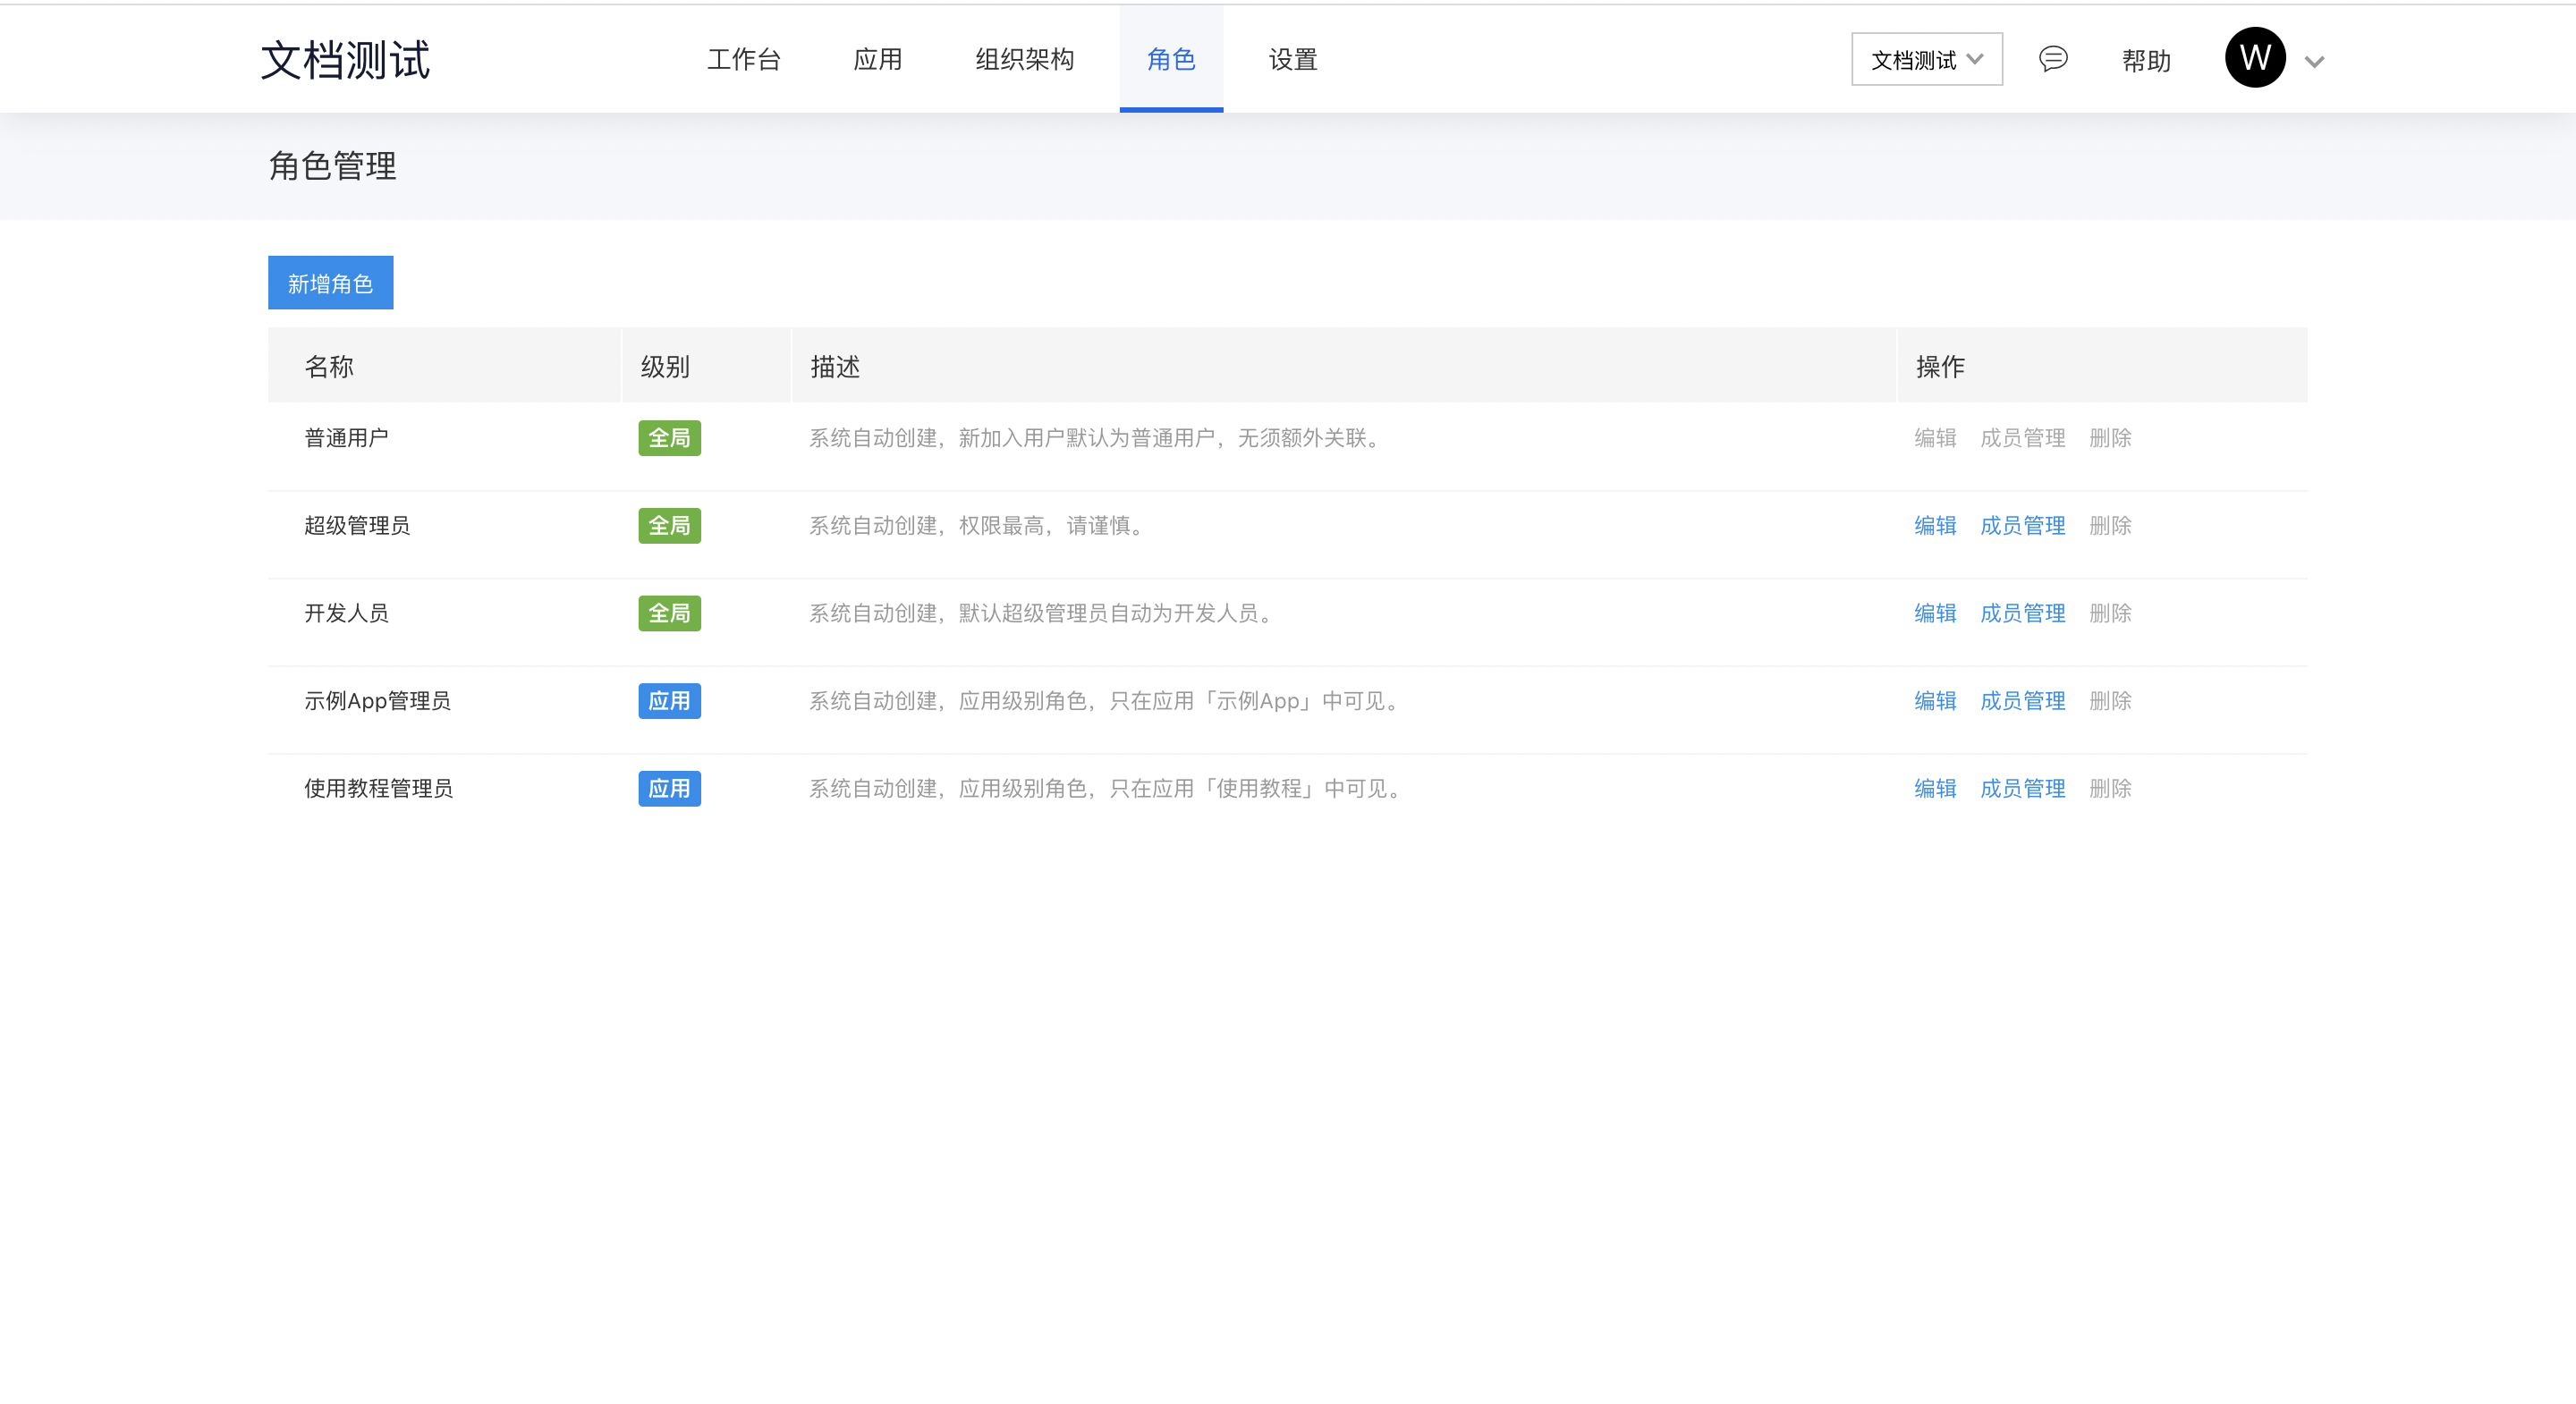 文档测试 工作台 应用 组织架构 角色 设置 文档测试 帮助 W
角色管理
新增角色
名称 级别 描述 操作
普通用户 全局 系统自动创建，新加入用户默认为普通用户，无须额外关联。 编辑 成员管理 删除
超级管理员 全局 系统自动创建，权限最高，请谨慎。 编辑 成员管理 删除
开发人员 全局 系统自动创建，默认超级管理员自动为开发人员。 编辑 成员管理 删除
示例App管理员 应用 系统自动创建，应用级别角色，只在应用「示例App」中可见。 编辑 成员管理 删除
使用教程管理员 应用 系统自动创建，应用级别角色，只在应用「使用教程」中可见。 编辑 成员管理 删除